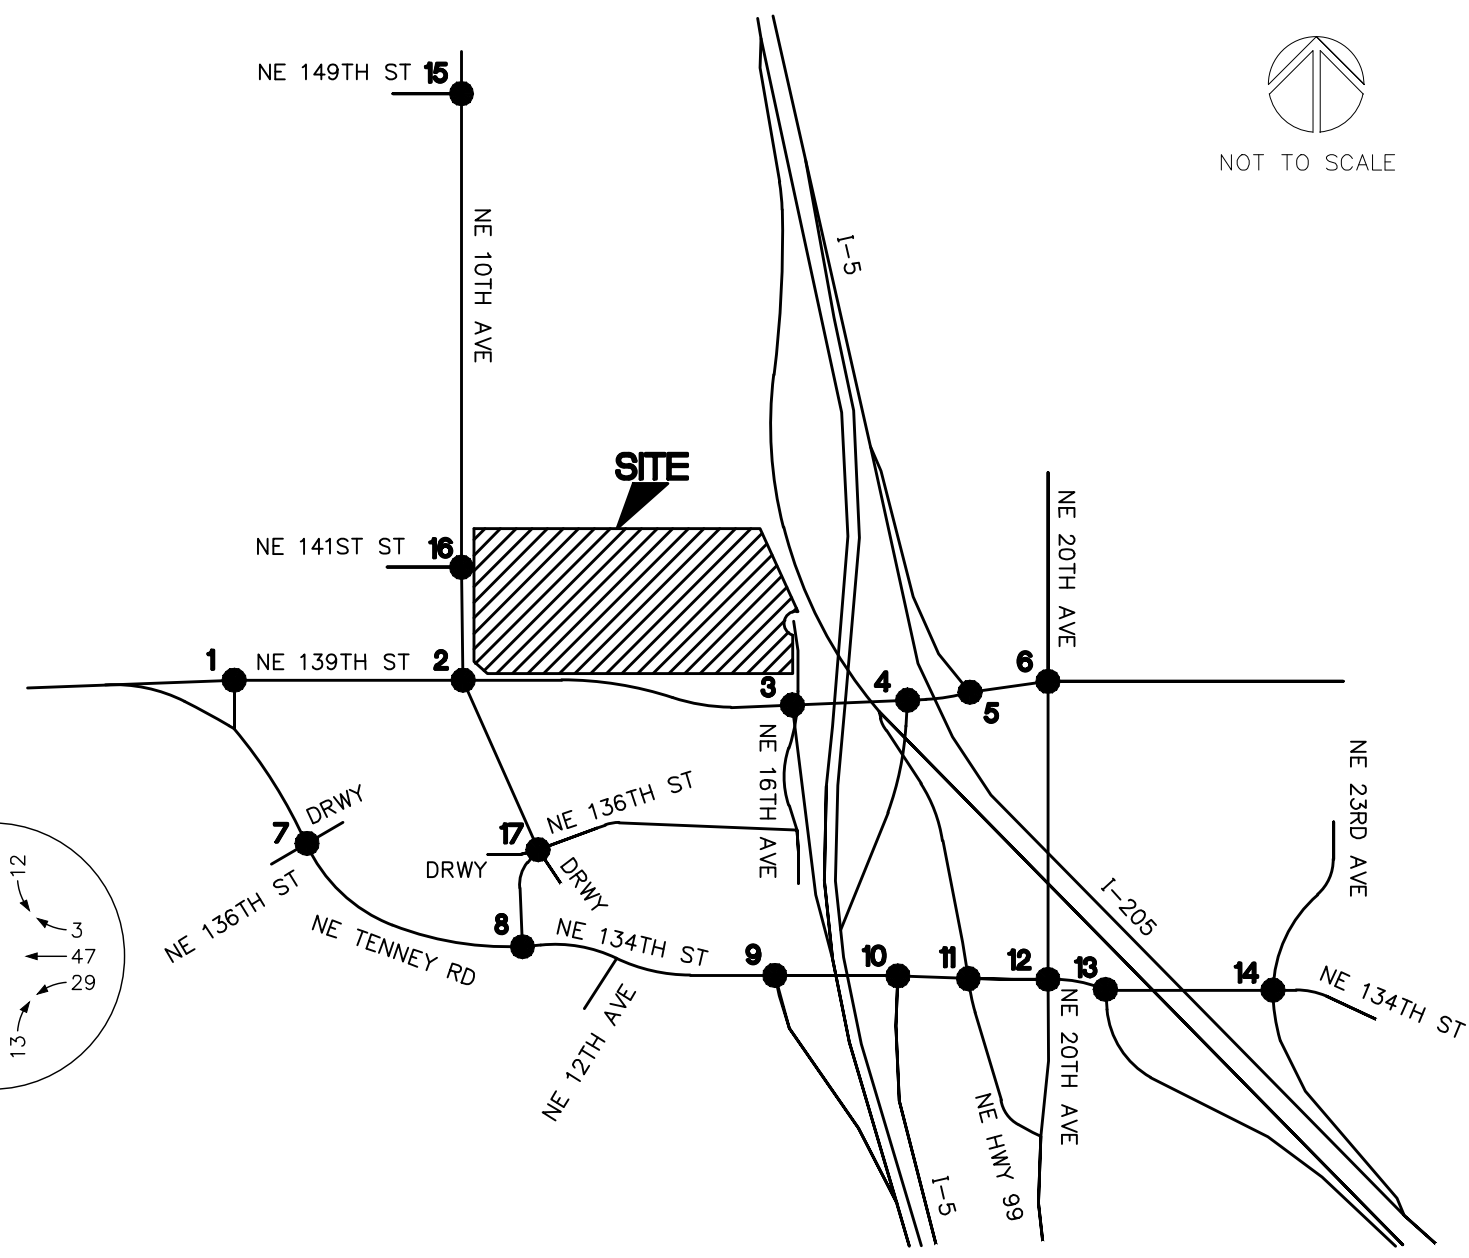 NE 149TH ST
15
NOT TO SCALE
NE 10TH AVE
I-5
SITE
NE 141ST ST
16
NE 20TH AVE
1
NE 139TH ST
2
3
4
5
6
NE 16TH AVE
NE 23RD AVE
7
DRWY
17
NE 136TH ST
DRWY
DRWY
NE 136TH ST
NE TENNEY RD
8
NE 134TH ST
NE 12TH AVE
9
10
11
12
13
14
I-205
NE 134TH ST
NE 20TH AVE
NE HWY 99
I-5
12
3
47
29
13